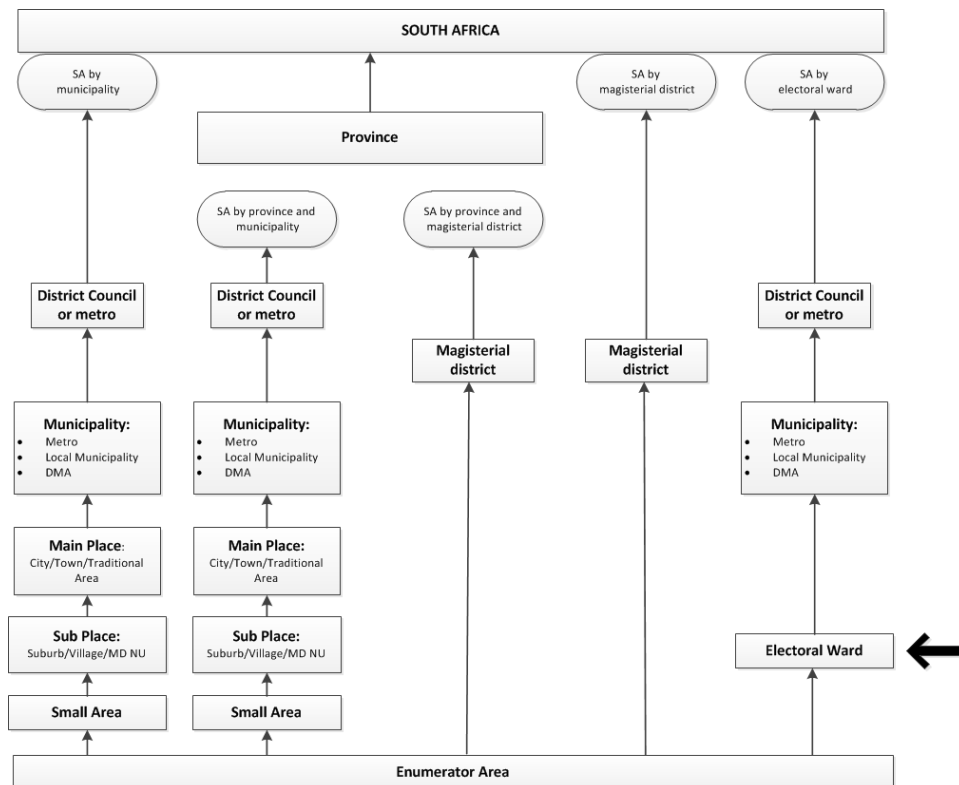 SOUTH AFRICA
SA by
municipality
SA by
magisterial district
SA by
electoral ward
Province
SA by province and
municipality
SA by province and
magisterial district
District Council
or metro
District Council
or metro
District Council
or metro
Magisterial
district
Magisterial
district
Municipality:
• Metro
• Local Municipality
• DMA
Municipality:
• Metro
• Local Municipality
• DMA
Municipality:
• Metro
• Local Municipality
• DMA
Main Place:
City/Town/Traditional
Area
Main Place:
City/Town/Traditional
Area
Sub Place:
Suburb/Village/MD NU
Sub Place:
Suburb/Village/MD NU
Electoral Ward
Small Area
Small Area
Enumerator Area